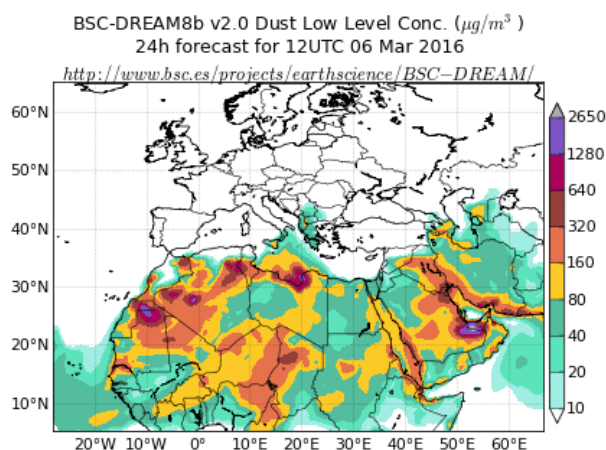 BSC-DREAM8b v2.0 Dust Low Level Conc. (μg/m³ )
24h forecast for 12UTC 06 Mar 2016
http://www.bsc.es/projects/earthscience/BSC−DREAM/
60°N
50°N
40°N
30°N
20°N
10°N
20°W 10°W 0° 10°E 20°E 30°E 40°E 50°E 60°E
2650
1280
640
320
160
80
40
20
10